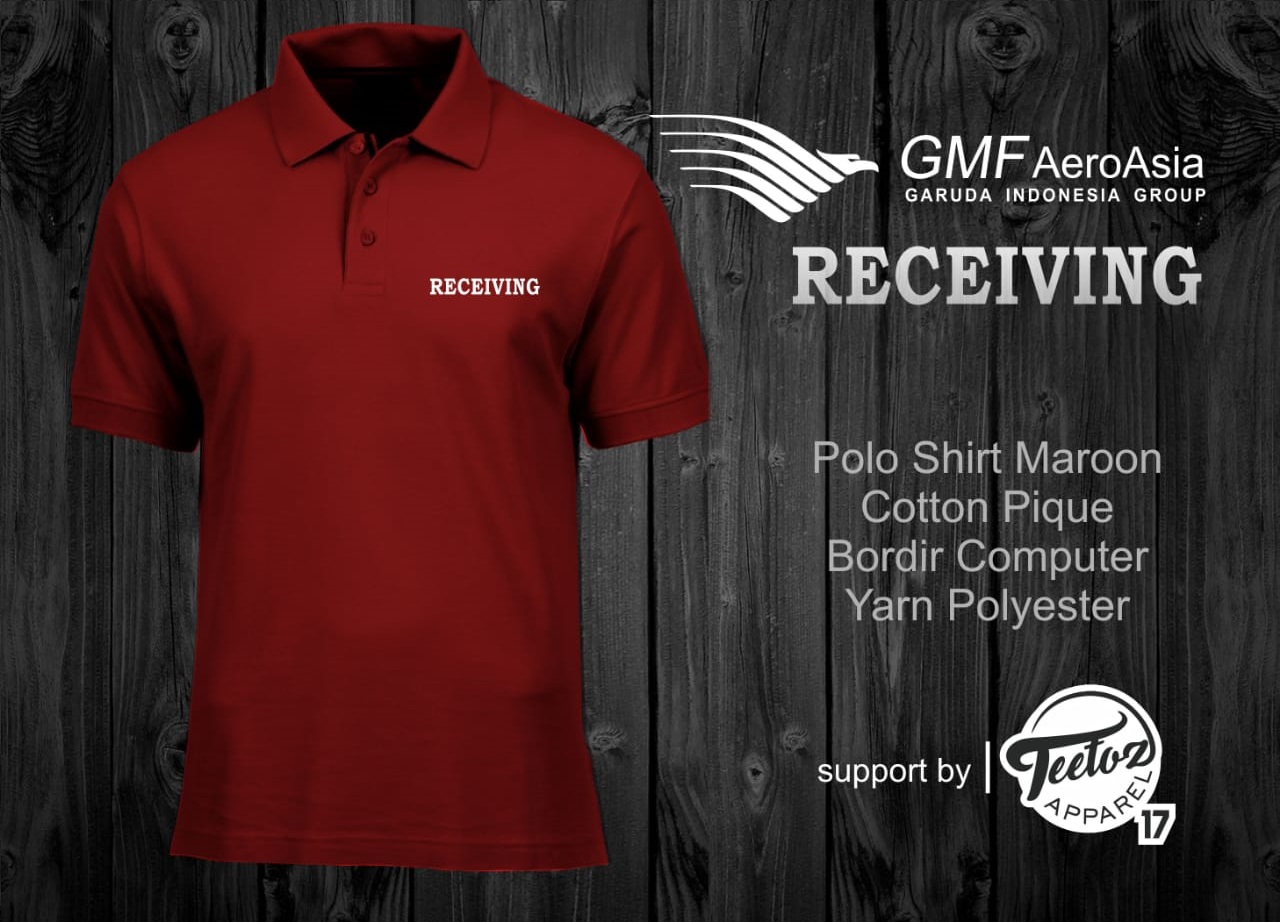 RECEIVING
GMF AeroAsia
GARUDA INDONESIA GROUP
RECEIVING
Polo Shirt Maroon
Cotton Pique
Bordir Computer
Yarn Polyester
support by
Teetoz
APPAREL
17